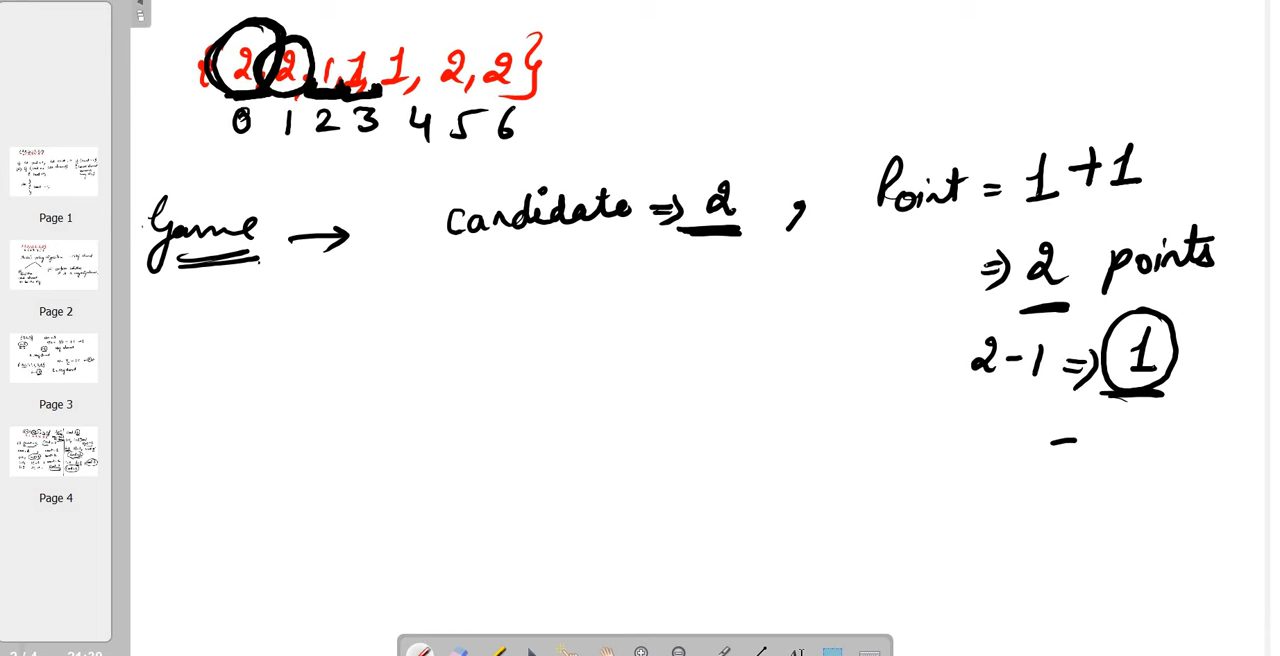 {2, 2, 1, 1, 1, 2, 2}
0 1 2 3 4 5 6
Game → candidate ⇒ 2 , Point = 1 + 1
⇒ 2 points
2 - 1 ⇒ 1
Page 1
Page 2
Page 3
Page 4